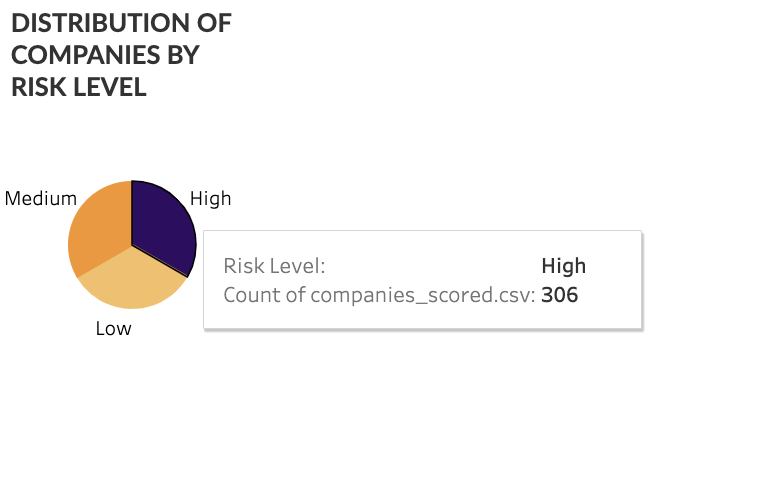 DISTRIBUTION OF
COMPANIES BY
RISK LEVEL
Medium
High
Risk Level: High
Count of companies_scored.csv: 306
Low